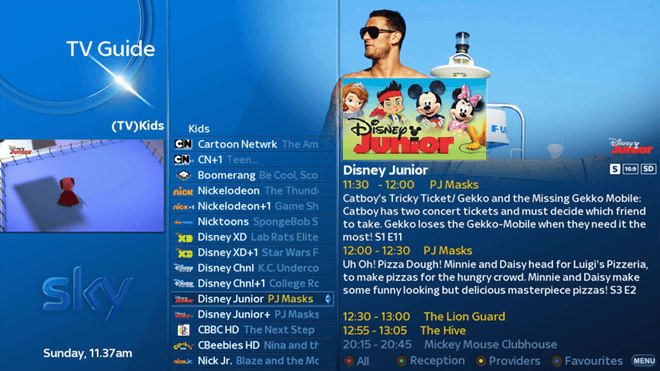 TV Guide
(TV)Kids
Kids
Cartoon Netwrk The Am
CN+1 Teen...
Boomerang Be Cool, Sco
Nickelodeon The Thunde
Nickelodeon+1 Game Sh
Nicktoons SpongeBob S
Disney XD Lab Rats Elite
Disney XD+1 Star Wars F
Disney Chnl K.C. Underco
Disney Chnl+1 College Ro
Disney Junior PJ Masks
Disney Junior+ PJ Masks
CBBC HD The Next Step
CBeebies HD Nina and th
Nick Jr. Blaze and the Mo
sky
Sunday, 11.37am
Disney Junior
Disney Junior
S 16:9 SD
11:30 - 12:00 PJ Masks
Catboy's Tricky Ticket/ Gekko and the Missing Gekko Mobile:
Catboy has two concert tickets and must decide which friend
to take. Gekko loses the Gekko-Mobile when they need it the
most! S1 E11
12:00 - 12:30 PJ Masks
Uh Oh! Pizza Dough! Minnie and Daisy head for Luigi's Pizzeria,
to make pizzas for the hungry crowd. Minnie and Daisy make
some funny looking but delicious masterpiece pizzas! S3 E2
12:30 - 13:00 The Lion Guard
12:55 - 13:05 The Hive
20:15 - 20:45 Mickey Mouse Clubhouse
All Reception Providers Favourites MENU